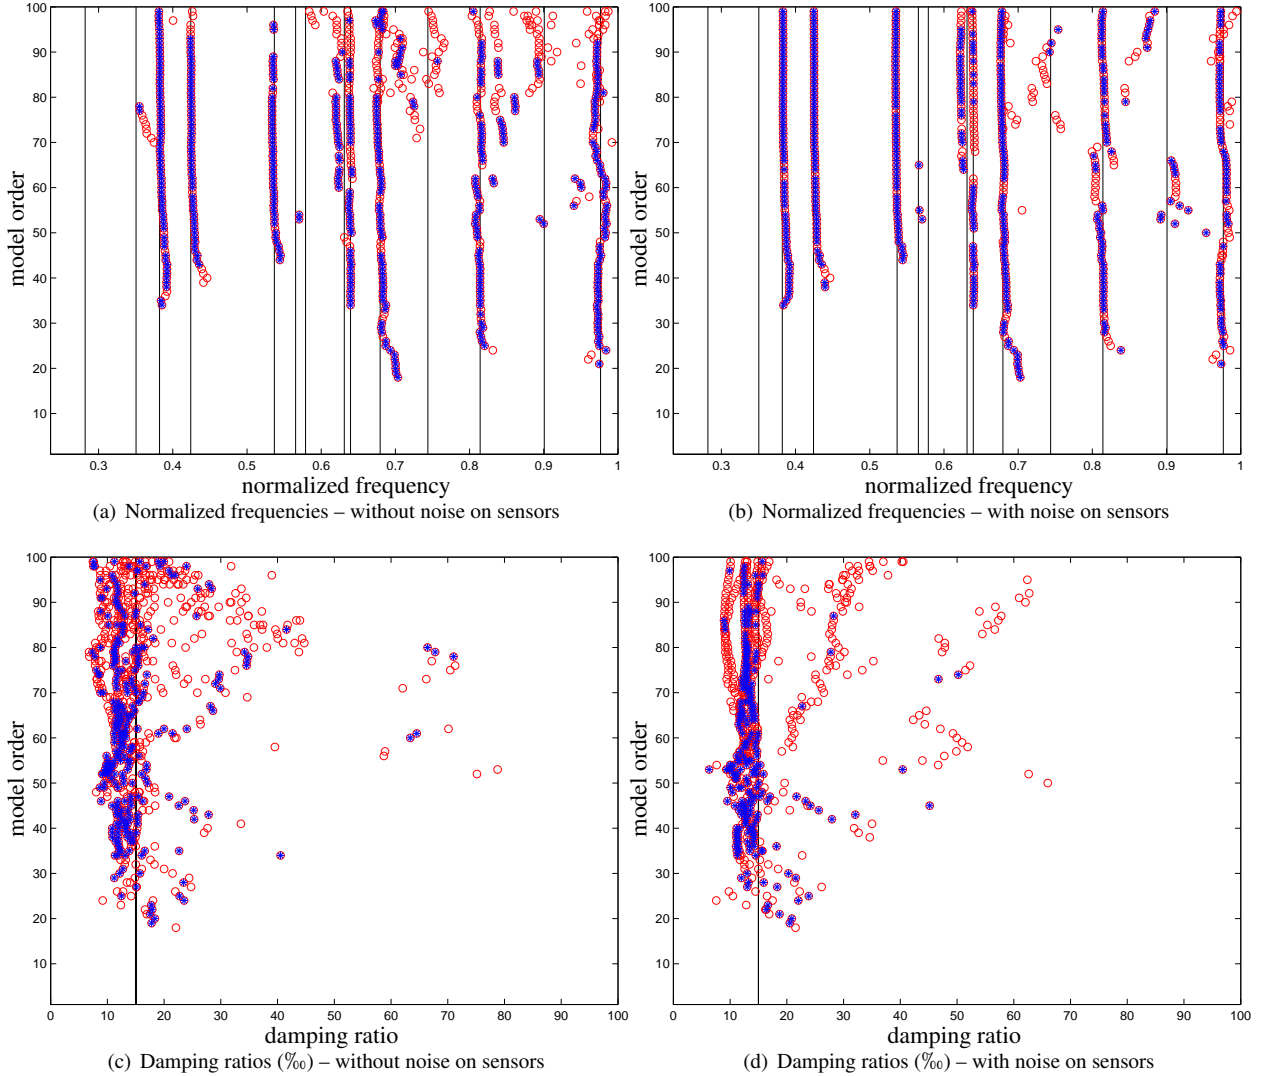 100
90
80
70
60
50
40
30
20
10
model order
0.3 0.4 0.5 0.6 0.7 0.8 0.9 1
normalized frequency
(a) Normalized frequencies – without noise on sensors
100
90
80
70
60
50
40
30
20
10
model order
0.3 0.4 0.5 0.6 0.7 0.8 0.9 1
normalized frequency
(b) Normalized frequencies – with noise on sensors
100
90
80
70
60
50
40
30
20
10
model order
0 10 20 30 40 50 60 70 80 90 100
damping ratio
(c) Damping ratios (‰) – without noise on sensors
100
90
80
70
60
50
40
30
20
10
model order
0 10 20 30 40 50 60 70 80 90 100
damping ratio
(d) Damping ratios (‰) – with noise on sensors